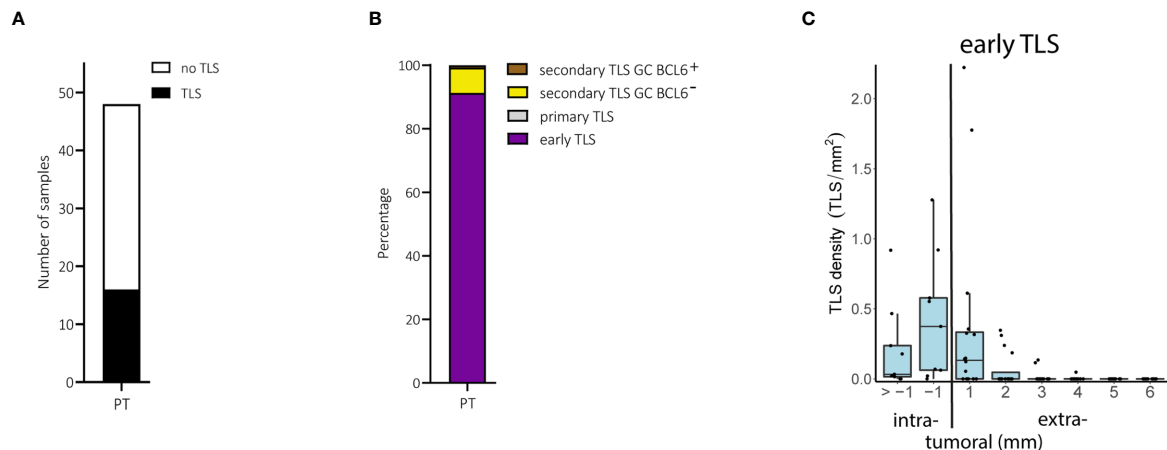 A
no TLS
TLS
Number of samples
50
40
30
20
10
0
PT
B
secondary TLS GC BCL6+
secondary TLS GC BCL6−
primary TLS
early TLS
Percentage
100
80
60
40
20
0
PT
C
early TLS
TLS density (TLS/mm²)
2.0
1.5
1.0
0.5
0.0
> −1 −1 1 2 3 4 5 6
intra- extra-
tumoral (mm)